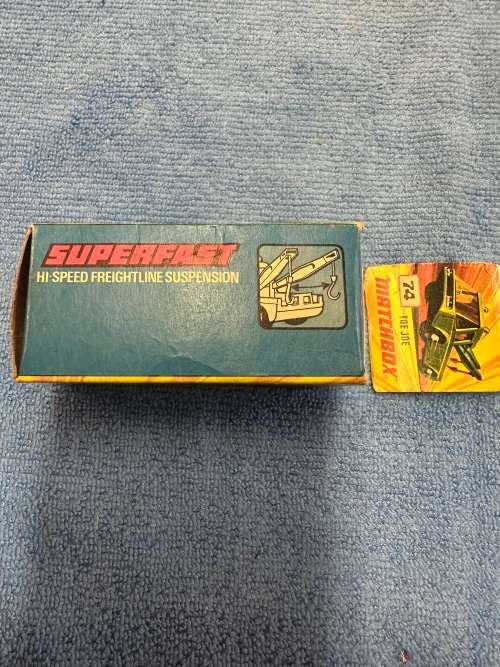 SUPERFAST
HI-SPEED FREIGHTLINE SUSPENSION
MATCHBOX
74
TOE JOE